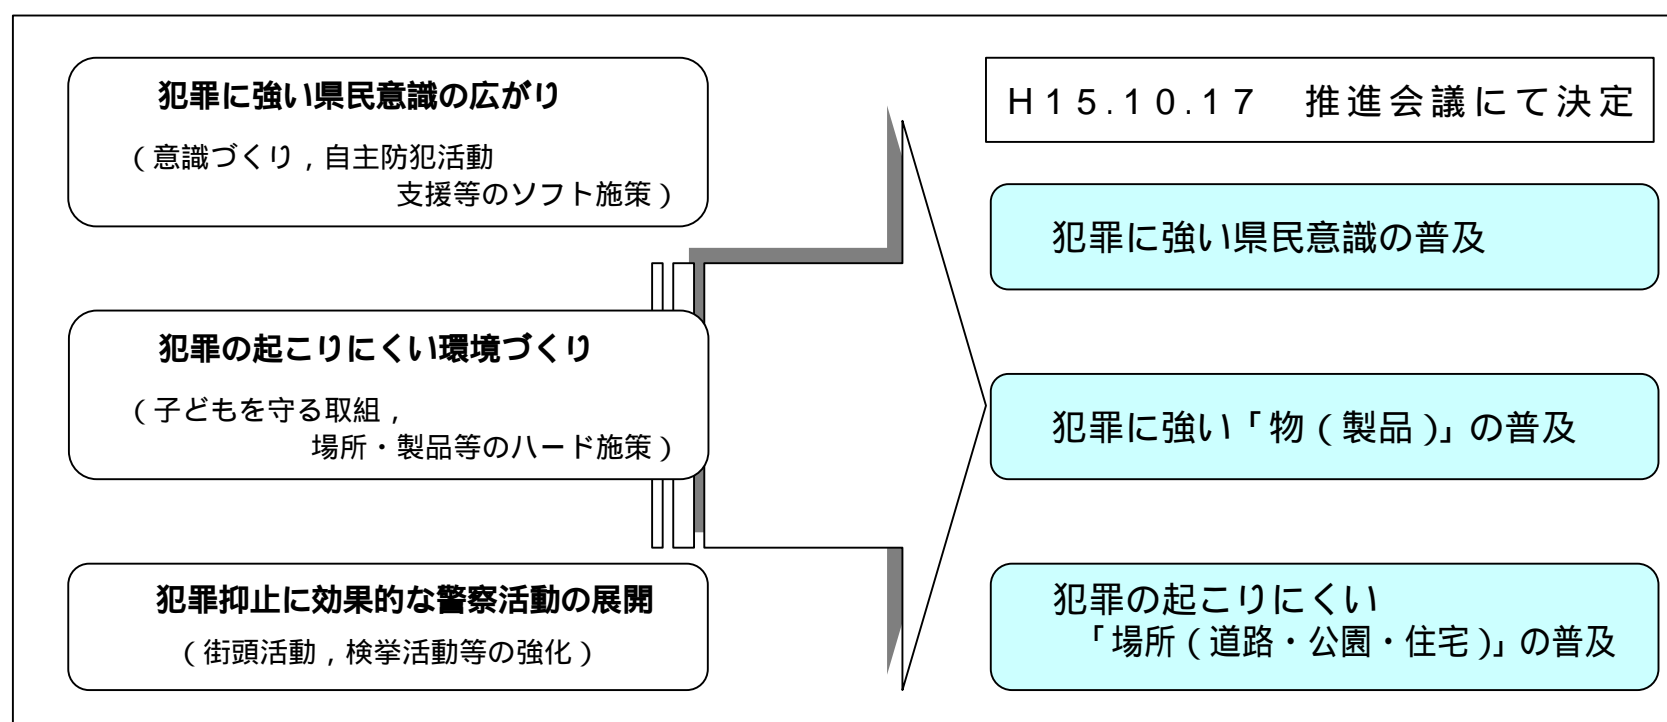 犯罪に強い県民意識の広がり
（意識づくり，自主防犯活動
支援等のソフト施策）
犯罪の起こりにくい環境づくり
（子どもを守る取組，
場所・製品等のハード施策）
犯罪抑止に効果的な警察活動の展開
（街頭活動，検挙活動等の強化）
Ｈ１５.１０.１７　推進会議にて決定
犯罪に強い県民意識の普及
犯罪に強い「物（製品）」の普及
犯罪の起こりにくい
「場所（道路・公園・住宅）」の普及